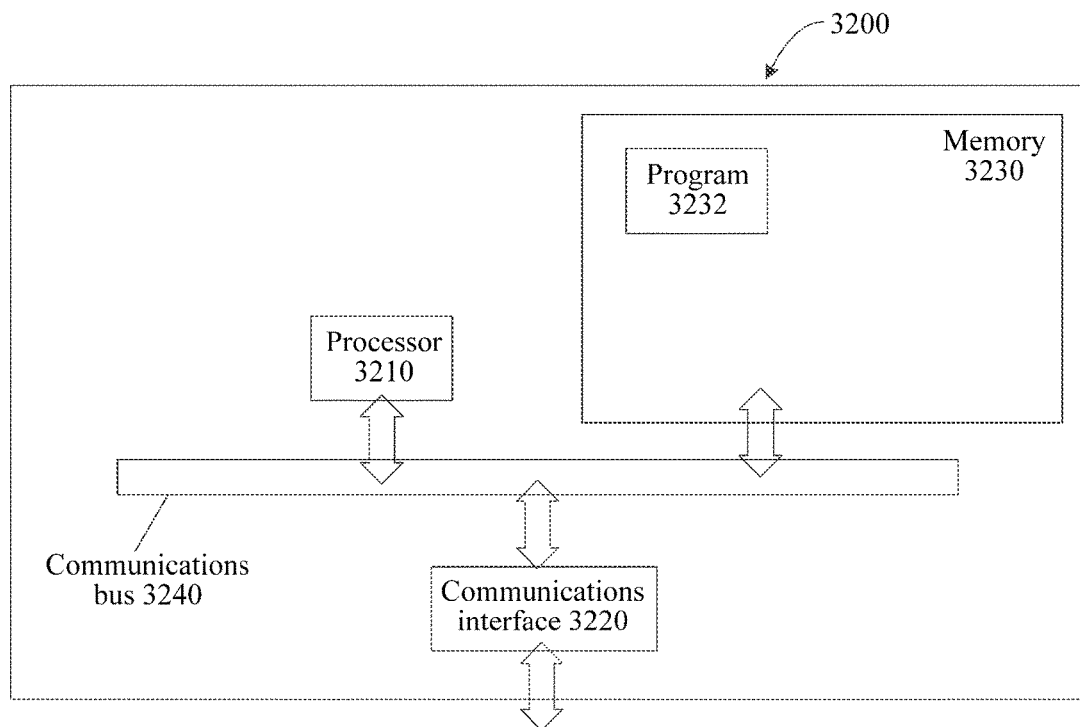 3200
Memory
3230
Program
3232
Processor
3210
Communications
bus 3240
Communications
interface 3220